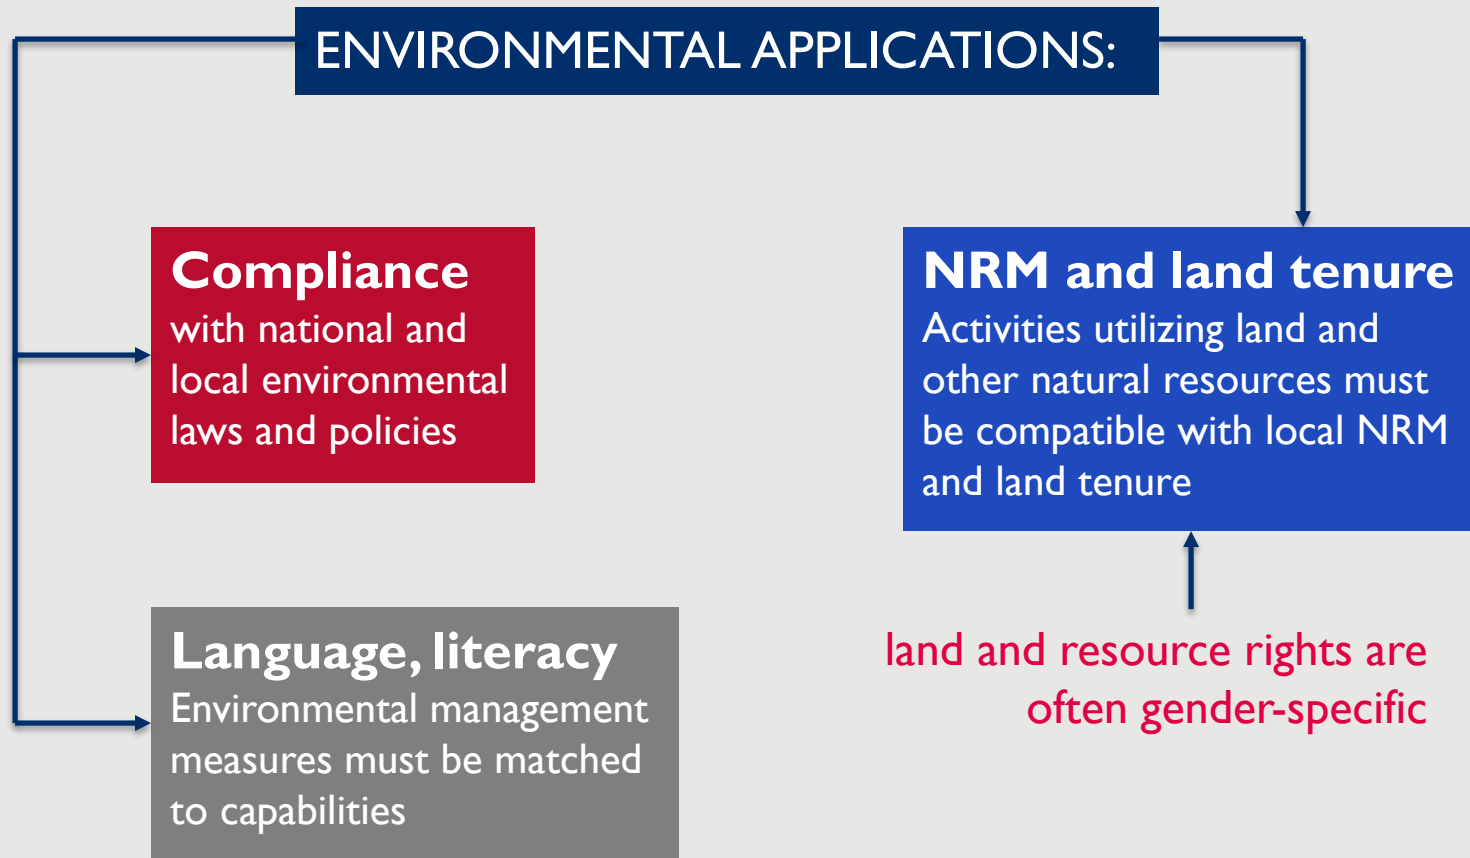 ENVIRONMENTAL APPLICATIONS:
Compliance
with national and
local environmental
laws and policies
Language, literacy
Environmental management
measures must be matched
to capabilities
NRM and land tenure
Activities utilizing land and
other natural resources must
be compatible with local NRM
and land tenure
land and resource rights are
often gender-specific